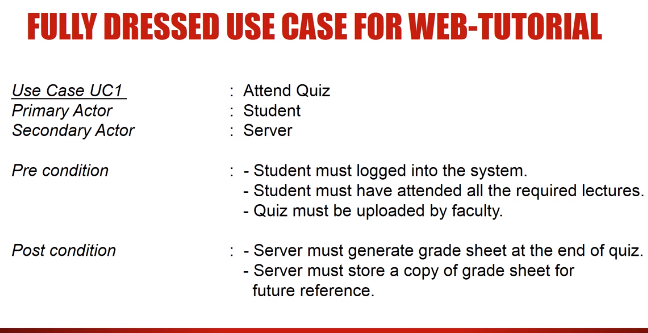 FULLY DRESSED USE CASE FOR WEB-TUTORIAL
Use Case UC1 : Attend Quiz
Primary Actor : Student
Secondary Actor : Server
Pre condition : - Student must logged into the system.
- Student must have attended all the required lectures.
- Quiz must be uploaded by faculty.
Post condition : - Server must generate grade sheet at the end of quiz.
- Server must store a copy of grade sheet for
future reference.